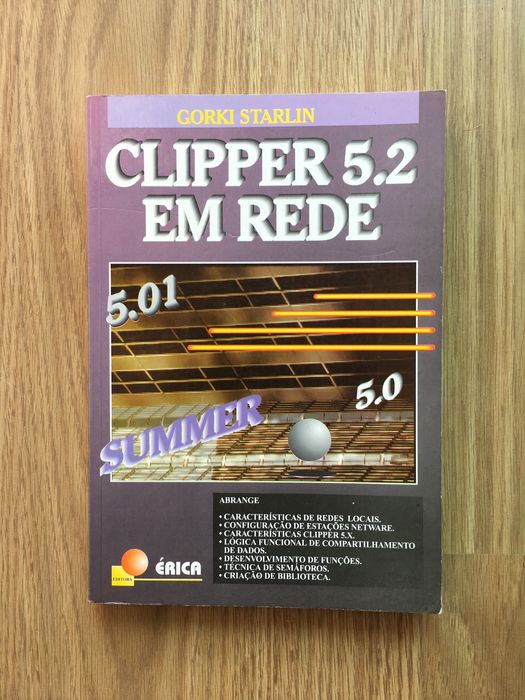 GORKI STARLIN
CLIPPER 5.2
EM REDE
5.01
5.0
SUMMER
ABRANGE
• CARACTERÍSTICAS DE REDES LOCAIS.
• CONFIGURAÇÃO DE ESTAÇÕES NETWARE.
• CARACTERÍSTICAS CLIPPER 5.X.
• LÓGICA FUNCIONAL DE COMPARTILHAMENTO
DE DADOS.
• DESENVOLVIMENTO DE FUNÇÕES.
• TÉCNICA DE SEMÁFOROS.
• CRIAÇÃO DE BIBLIOTECA.
EDITORA
ÉRICA